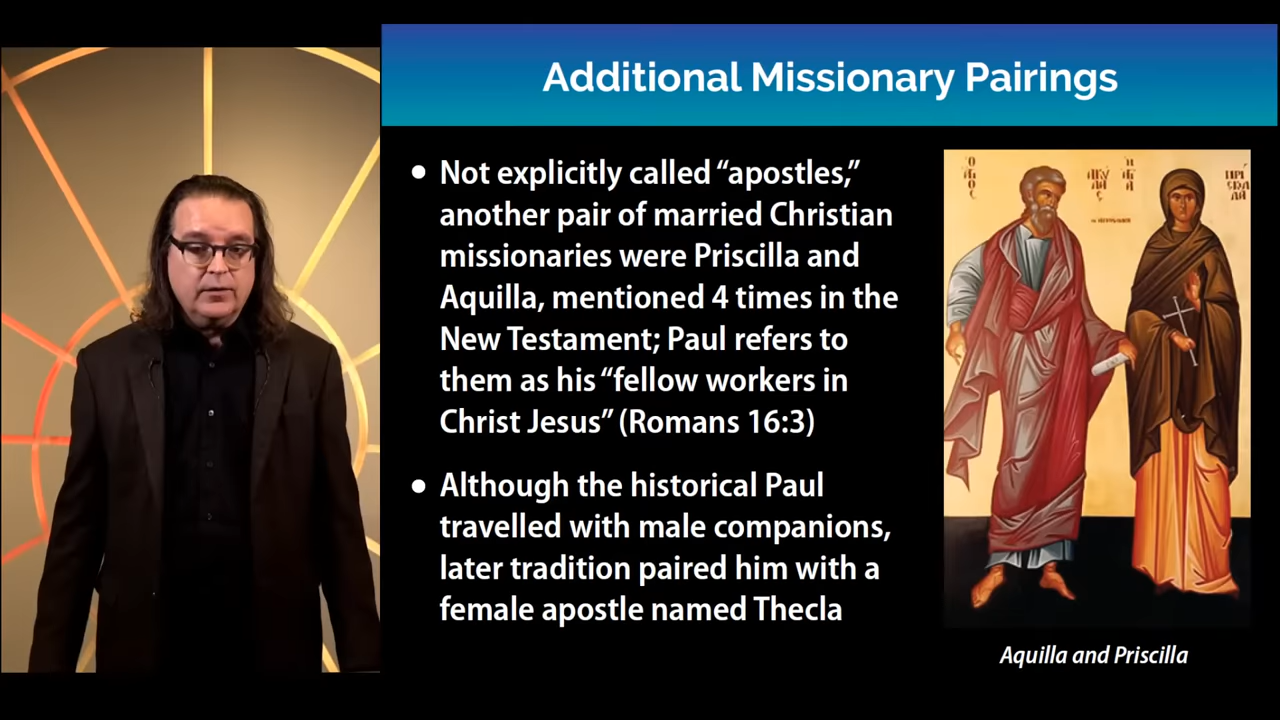 Additional Missionary Pairings
• Not explicitly called “apostles,”
another pair of married Christian
missionaries were Priscilla and
Aquilla, mentioned 4 times in the
New Testament; Paul refers to
them as his “fellow workers in
Christ Jesus” (Romans 16:3)
• Although the historical Paul
travelled with male companions,
later tradition paired him with a
female apostle named Thecla
Aquilla and Priscilla